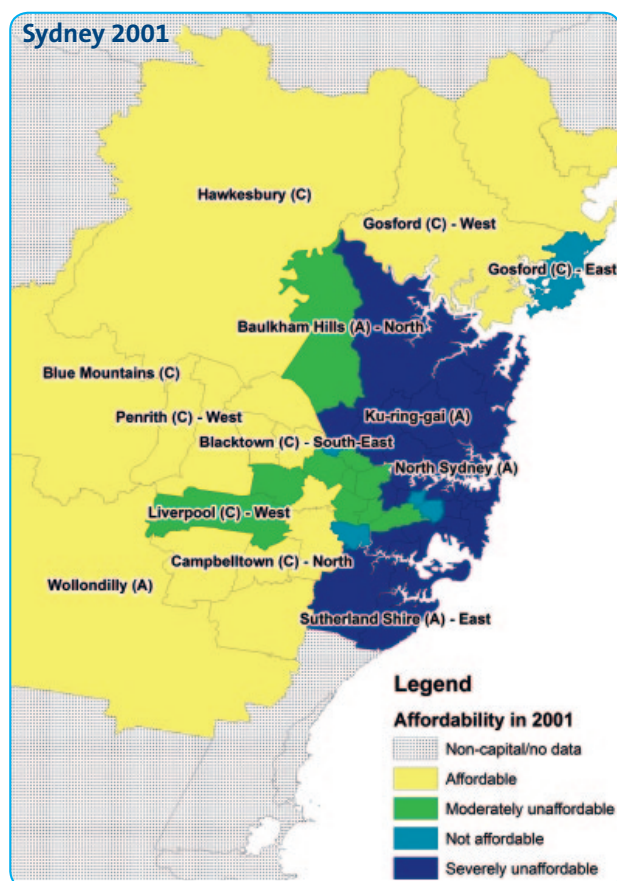 Sydney 2001
Hawkesbury (C)
Gosford (C) - West
Gosford (C) - East
Baulkham Hills (A) - North
Blue Mountains (C)
Penrith (C) - West
Ku-ring-gai (A)
Blacktown (C) - South-East
North Sydney (A)
Liverpool (C) - West
Campbelltown (C) - North
Wollondilly (A)
Sutherland Shire (A) - East
Legend
Affordability in 2001
Non-capital/no data
Affordable
Moderately unaffordable
Not affordable
Severely unaffordable